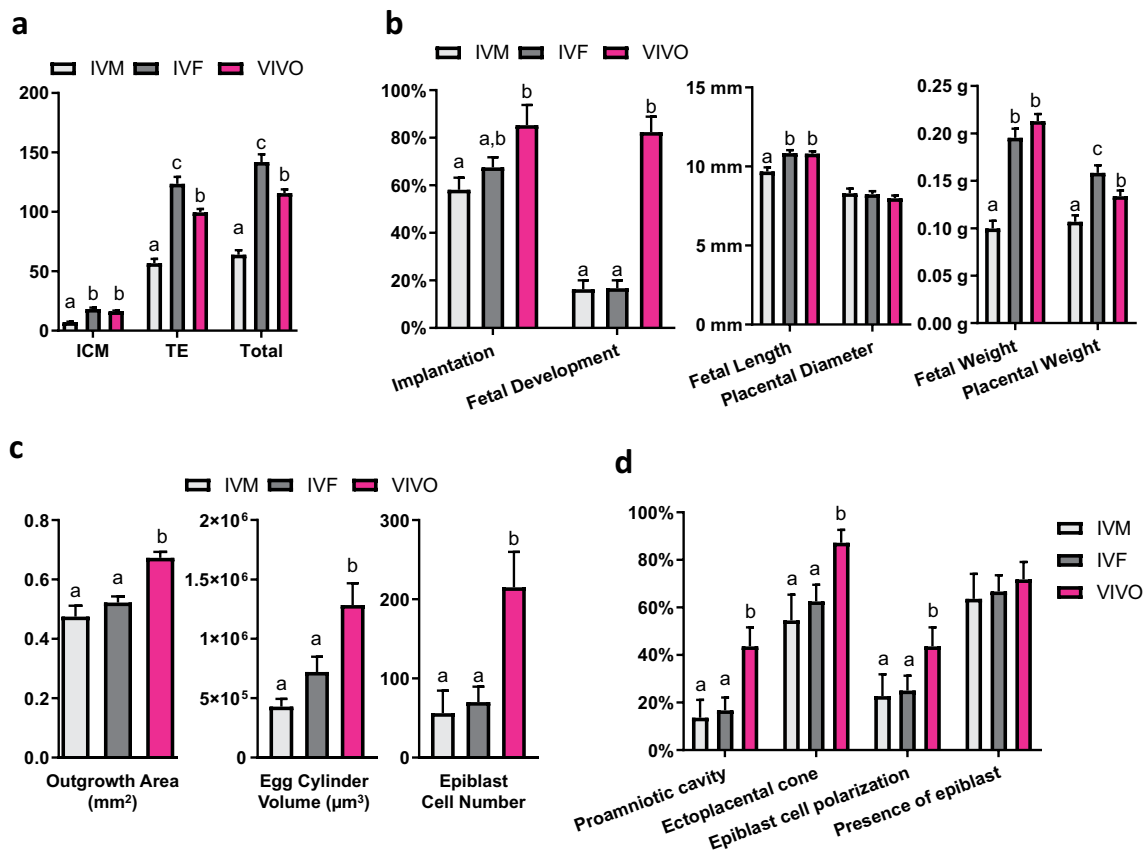 a
IVM IVF VIVO
200
150
100
50
0
a b b
a c b
a c b
ICM TE Total
b
IVM IVF VIVO
100%
80%
60%
40%
20%
0%
a a,b b
a a b
Implantation
Fetal Development
15 mm
10 mm
5 mm
0 mm
a b b
Fetal Length
Placental Diameter
0.25 g
0.20 g
0.15 g
0.10 g
0.05 g
0.00 g
a b b
a c b
Fetal Weight
Placental Weight
c
IVM IVF VIVO
0.8
0.6
0.4
0.2
0.0
a a b
Outgrowth Area
(mm²)
2×10⁶
1.5×10⁶
1×10⁶
5×10⁵
0
a a b
Egg Cylinder
Volume (µm³)
300
200
100
0
a a b
Epiblast
Cell Number
d
100%
80%
60%
40%
20%
0%
a a b
a a b
a a b
Proamniotic cavity
Ectoplacental cone
Epiblast cell polarization
Presence of epiblast
IVM
IVF
VIVO